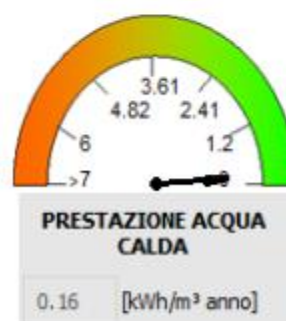 3.61
4.82 2.41
6 1.2
>7
PRESTAZIONE ACQUA
CALDA
0.16 [kWh/m³ anno]